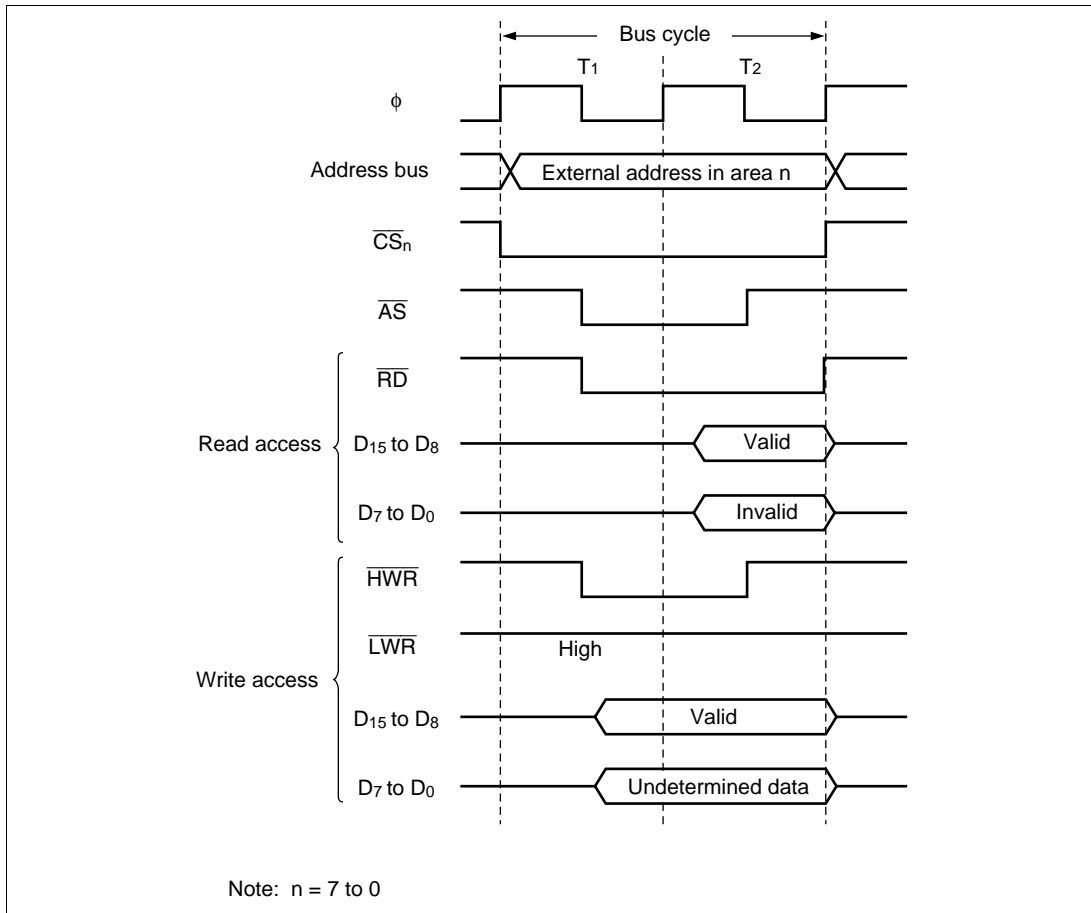 Bus cycle
T1 T2
ϕ
Address bus External address in area n
CSn
AS
RD
Read access
D15 to D8 Valid
D7 to D0 Invalid
HWR
LWR High
Write access
D15 to D8 Valid
D7 to D0 Undetermined data
Note: n = 7 to 0